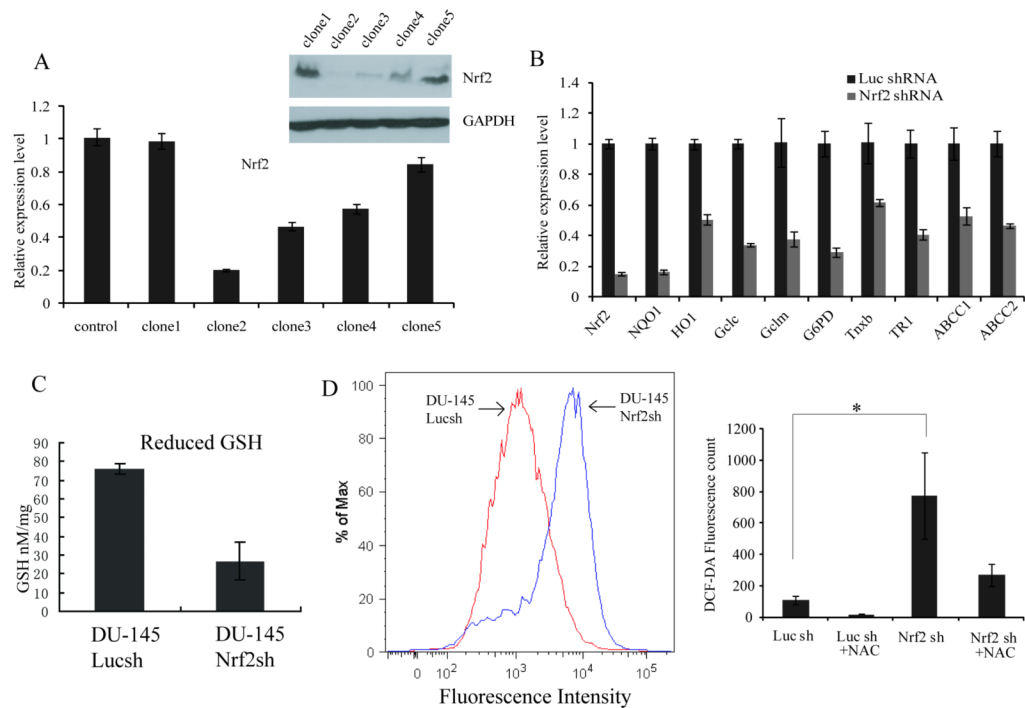 A
clone1
clone2
clone3
clone4
clone5
Nrf2
GAPDH
Nrf2
Relative expression level
1.2
1
0.8
0.6
0.4
0.2
0
control
clone1
clone2
clone3
clone4
clone5
B
Luc shRNA
Nrf2 shRNA
Relative expression level
1.4
1.2
1
0.8
0.6
0.4
0.2
0
Nrf2
NQO1
HO1
Gclc
Gclm
G6PD
Tnxb
TR1
ABCC1
ABCC2
C
Reduced GSH
GSH nM/mg
90
80
70
60
50
40
30
20
10
0
DU-145
Lucsh
DU-145
Nrf2sh
D
DU-145
Lucsh
DU-145
Nrf2sh
% of Max
100
80
60
40
20
0
0
10²
10³
10⁴
10⁵
Fluorescence Intensity
*
DCF-DA Fluorescence count
1200
1000
800
600
400
200
0
Luc sh
Luc sh
+NAC
Nrf2 sh
Nrf2 sh
+NAC